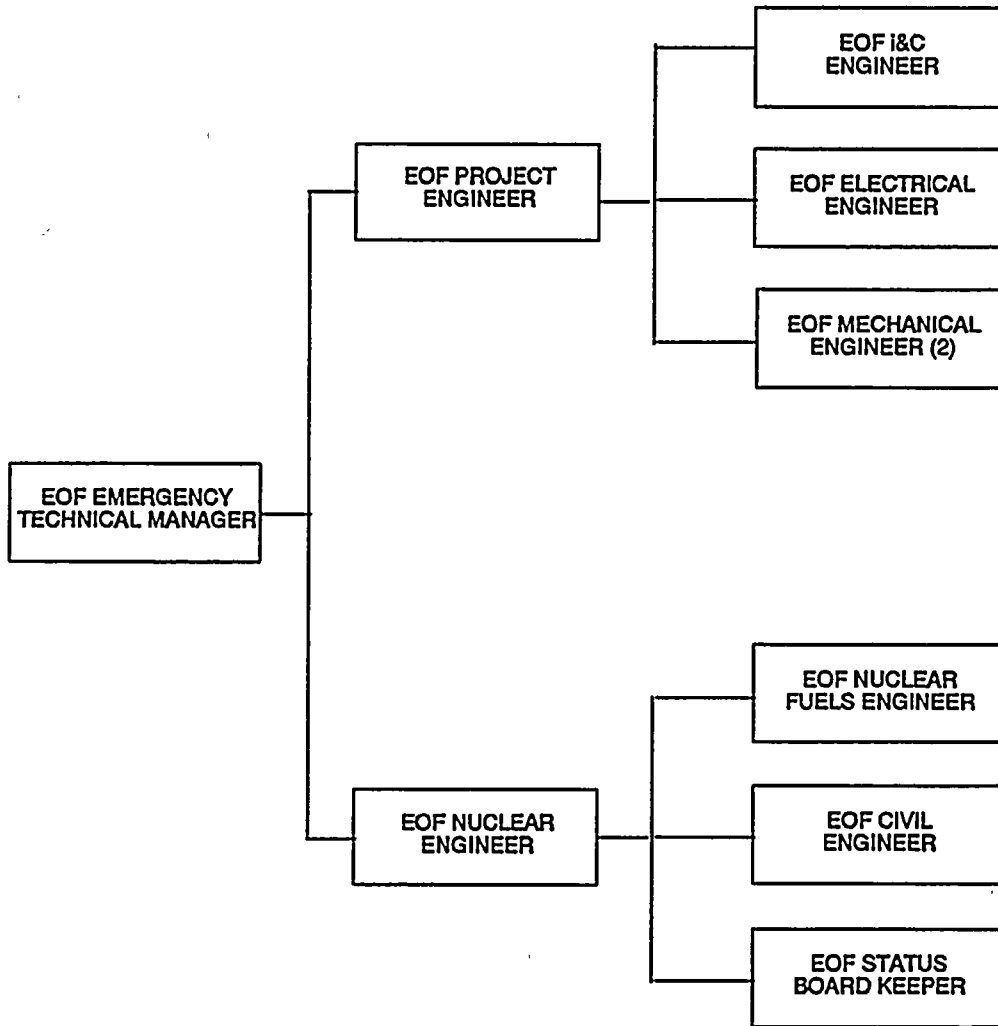 EOF i&C
ENGINEER
EOF PROJECT
ENGINEER
EOF ELECTRICAL
ENGINEER
EOF MECHANICAL
ENGINEER (2)
EOF EMERGENCY
TECHNICAL MANAGER
EOF NUCLEAR
FUELS ENGINEER
EOF NUCLEAR
ENGINEER
EOF CIVIL
ENGINEER
EOF STATUS
BOARD KEEPER